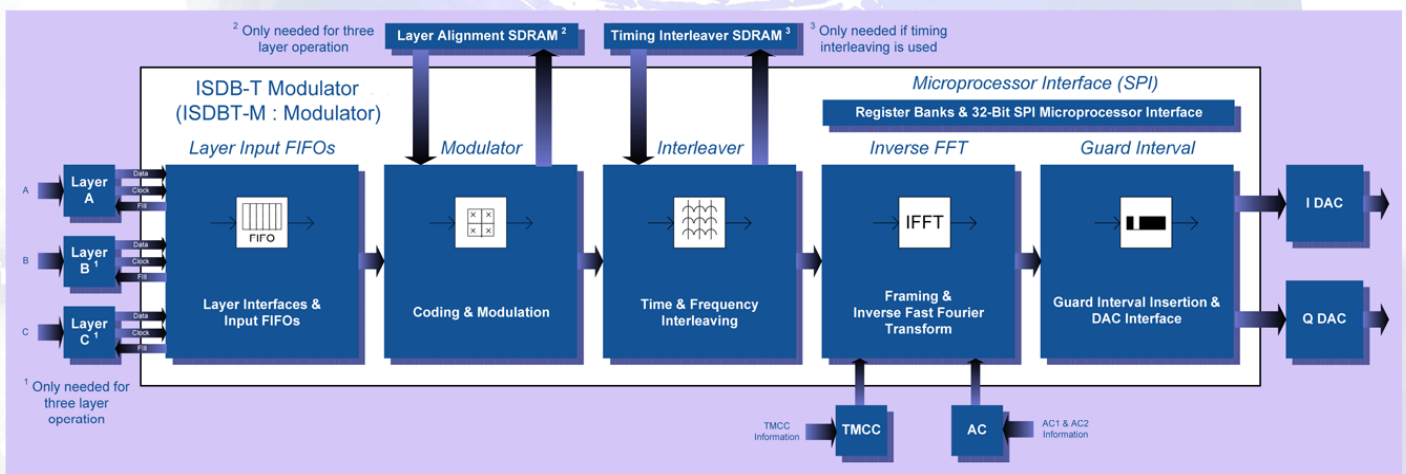 ² Only needed for three
layer operation
Layer Alignment SDRAM ²
Timing Interleaver SDRAM ³
³ Only needed if timing
interleaving is used
ISDB-T Modulator
(ISDBT-M : Modulator)
Microprocessor Interface (SPI)
Register Banks & 32-Bit SPI Microprocessor Interface
Layer Input FIFOs
Modulator
Interleaver
Inverse FFT
Guard Interval
A
Layer
A
Data
Clock
Fill
B
Layer
B ¹
Data
Clock
Fill
C
Layer
C ¹
Data
Clock
Fill
FIFO
Layer Interfaces &
Input FIFOs
Coding & Modulation
Time & Frequency
Interleaving
IFFT
Framing &
Inverse Fast Fourier
Transform
Guard Interval Insertion &
DAC Interface
I DAC
Q DAC
¹ Only needed for
three layer
operation
TMCC
Information
TMCC
AC
AC1 & AC2
Information